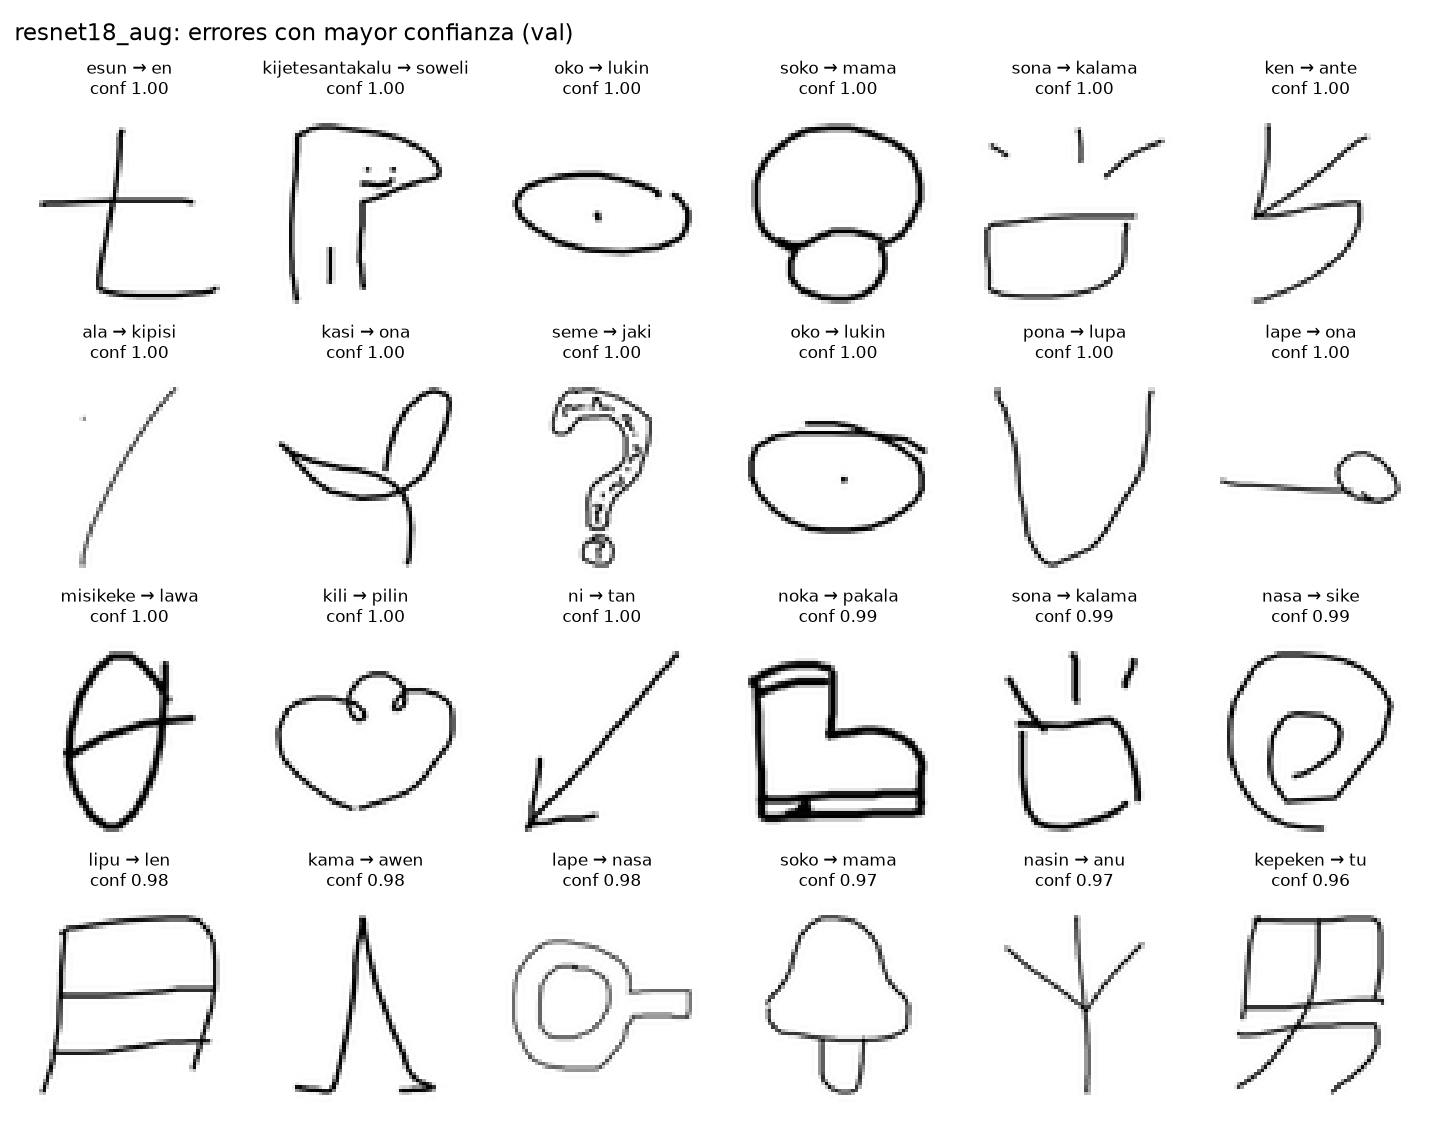 resnet18_aug: errores con mayor confianza (val)
esun → en
conf 1.00
kijetesantakalu → soweli
conf 1.00
oko → lukin
conf 1.00
soko → mama
conf 1.00
sona → kalama
conf 1.00
ken → ante
conf 1.00
ala → kipisi
conf 1.00
kasi → ona
conf 1.00
seme → jaki
conf 1.00
oko → lukin
conf 1.00
pona → lupa
conf 1.00
lape → ona
conf 1.00
misikeke → lawa
conf 1.00
kili → pilin
conf 1.00
ni → tan
conf 1.00
noka → pakala
conf 0.99
sona → kalama
conf 0.99
nasa → sike
conf 0.99
lipu → len
conf 0.98
kama → awen
conf 0.98
lape → nasa
conf 0.98
soko → mama
conf 0.97
nasin → anu
conf 0.97
kepeken → tu
conf 0.96